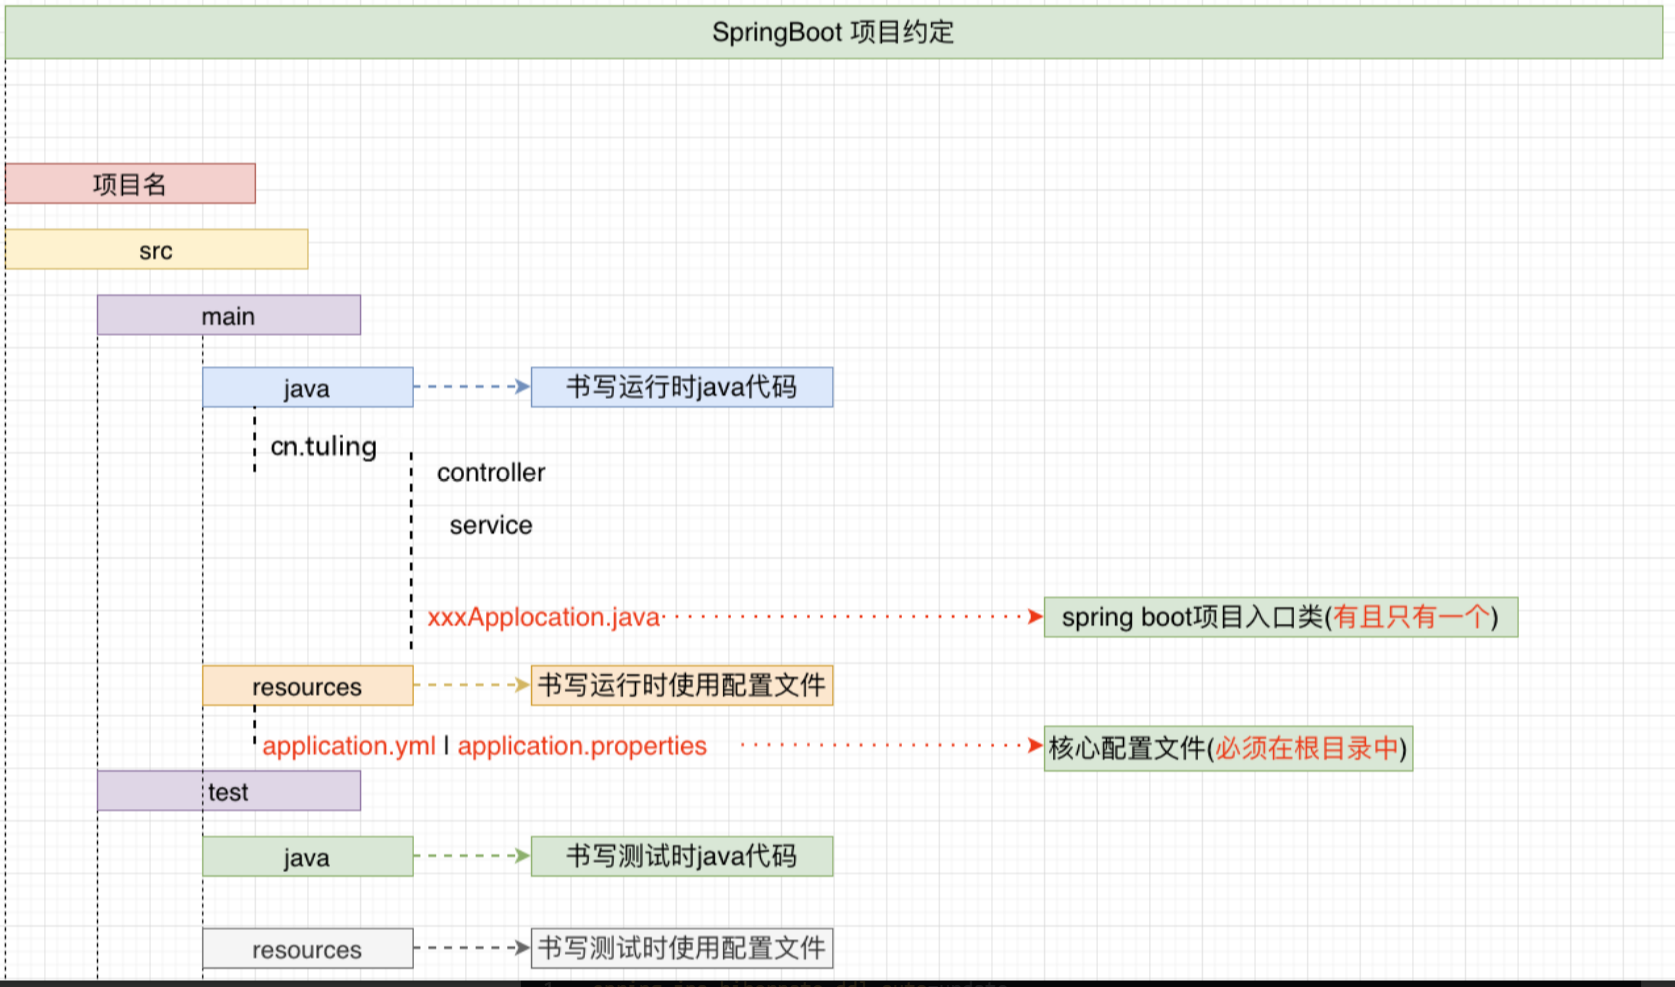 SpringBoot 项目约定
项目名
src
main
java 书写运行时java代码
cn.tuling
controller
service
xxxApplocation.java spring boot项目入口类(有且只有一个)
resources 书写运行时使用配置文件
application.yml | application.properties 核心配置文件(必须在根目录中)
test
java 书写测试时java代码
resources 书写测试时使用配置文件